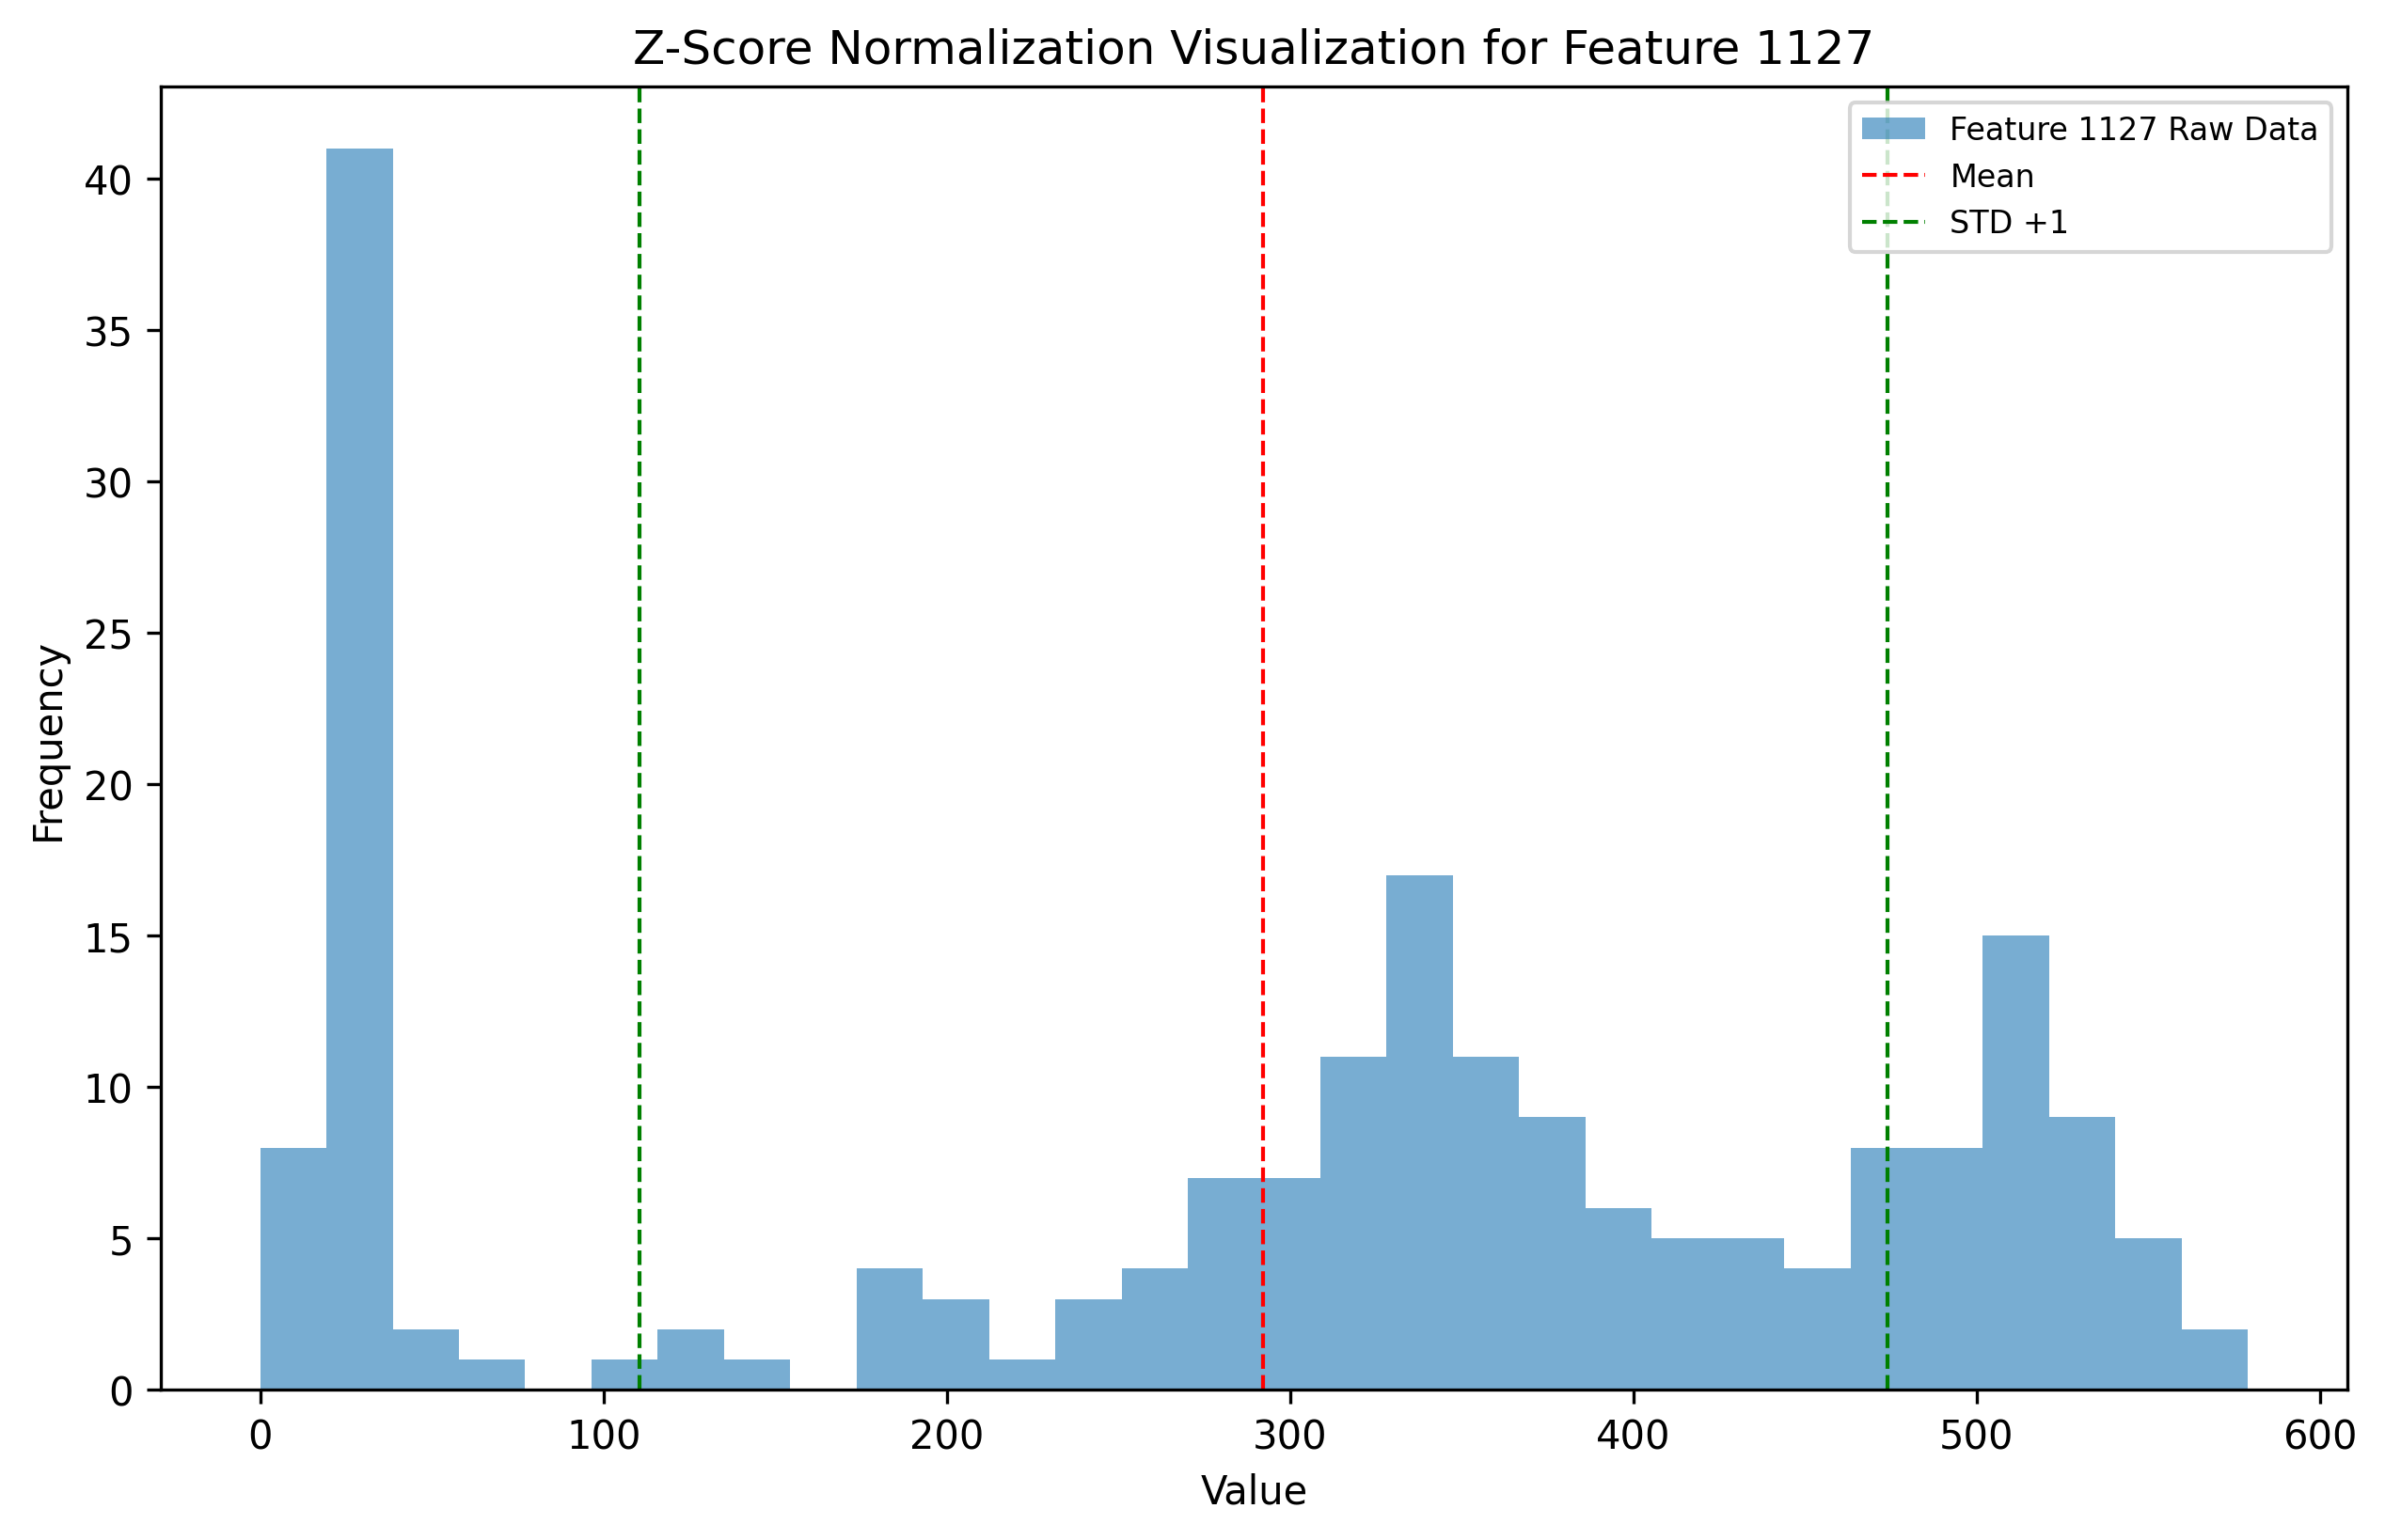 Z-Score Normalization Visualization for Feature 1127
Feature 1127 Raw Data
Mean
STD +1
40
35
30
25
20
15
10
5
0
Frequency
0 100 200 300 400 500 600
Value